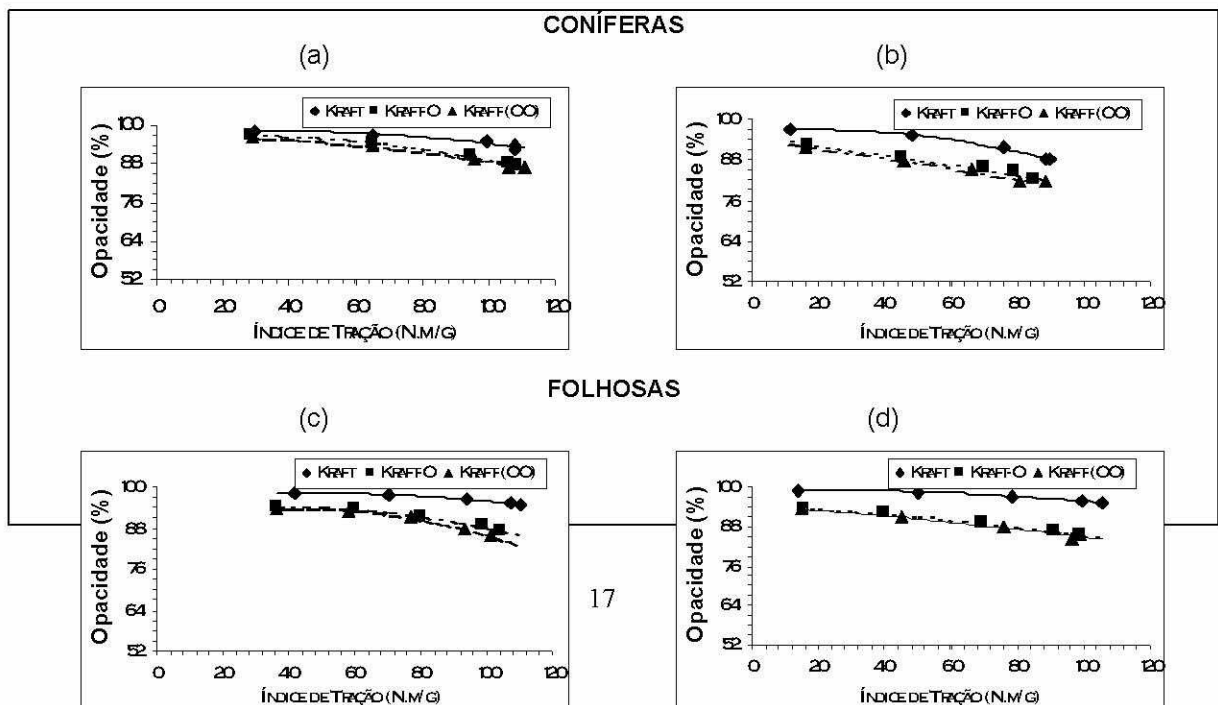 CONÍFERAS
(a) (b)
KRAFT KRAFT-O KRAFT-(OO)
Opacidade (%)
100
88
76
64
52
0 20 40 60 80 100 120
ÍNDICE DE TRAÇÃO (N.M/G)
KRAFT KRAFT-O KRAFT-(OO)
Opacidade (%)
100
88
76
64
52
0 20 40 60 80 100 120
ÍNDICE DE TRAÇÃO (N.M/G)
FOLHOSAS
(c) (d)
KRAFT KRAFT-O KRAFT-(OO)
Opacidade (%)
100
88
76
64
52
0 20 40 60 80 100 120
ÍNDICE DE TRAÇÃO (N.M/G)
17
KRAFT KRAFT-O KRAFT-(OO)
Opacidade (%)
100
88
76
64
52
0 20 40 60 80 100 120
ÍNDICE DE TRAÇÃO (N.M/G)